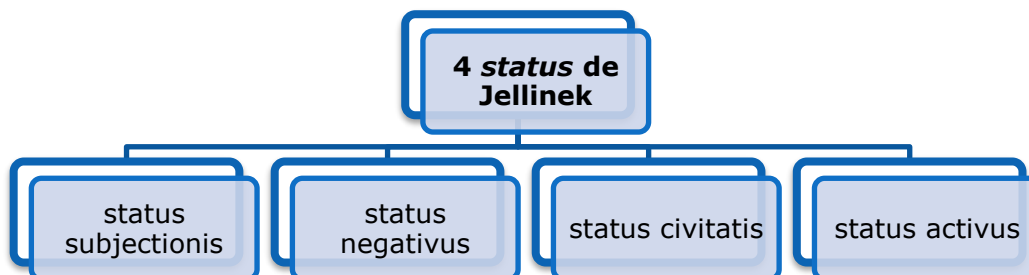 4 status de
Jellinek
status
subjectionis
status
negativus
status civitatis
status activus